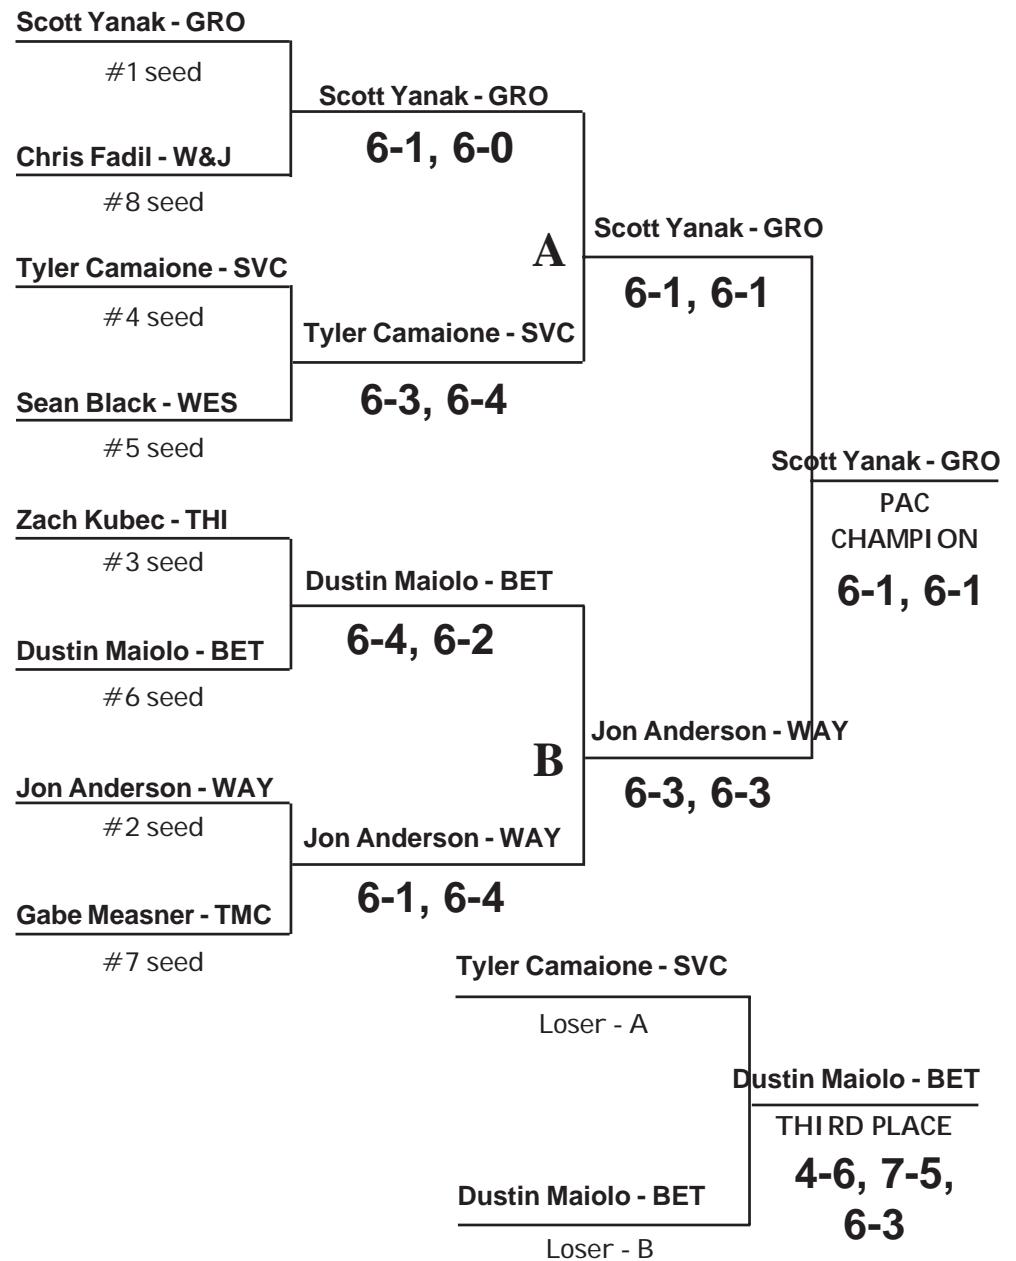 Scott Yanak - GRO
#1 seed
Scott Yanak - GRO
6-1, 6-0
Chris Fadil - W&J
#8 seed
Scott Yanak - GRO
A
6-1, 6-1
Tyler Camaione - SVC
#4 seed
Tyler Camaione - SVC
6-3, 6-4
Sean Black - WES
#5 seed
Scott Yanak - GRO
PAC
CHAMPION
6-1, 6-1
Zach Kubec - THI
#3 seed
Dustin Maiolo - BET
6-4, 6-2
Dustin Maiolo - BET
#6 seed
Jon Anderson - WAY
B
6-3, 6-3
Jon Anderson - WAY
#2 seed
Jon Anderson - WAY
6-1, 6-4
Gabe Measner - TMC
#7 seed
Tyler Camaione - SVC
Loser - A
Dustin Maiolo - BET
THIRD PLACE
4-6, 7-5,
6-3
Dustin Maiolo - BET
Loser - B